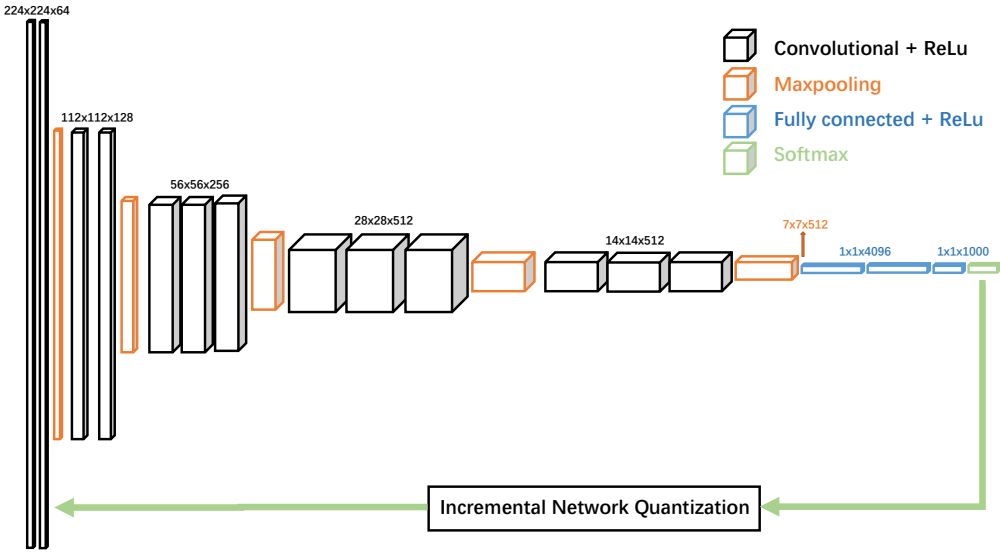 224x224x64
112x112x128
56x56x256
28x28x512
14x14x512
7x7x512
1x1x4096
1x1x1000
Convolutional + ReLu
Maxpooling
Fully connected + ReLu
Softmax
Incremental Network Quantization